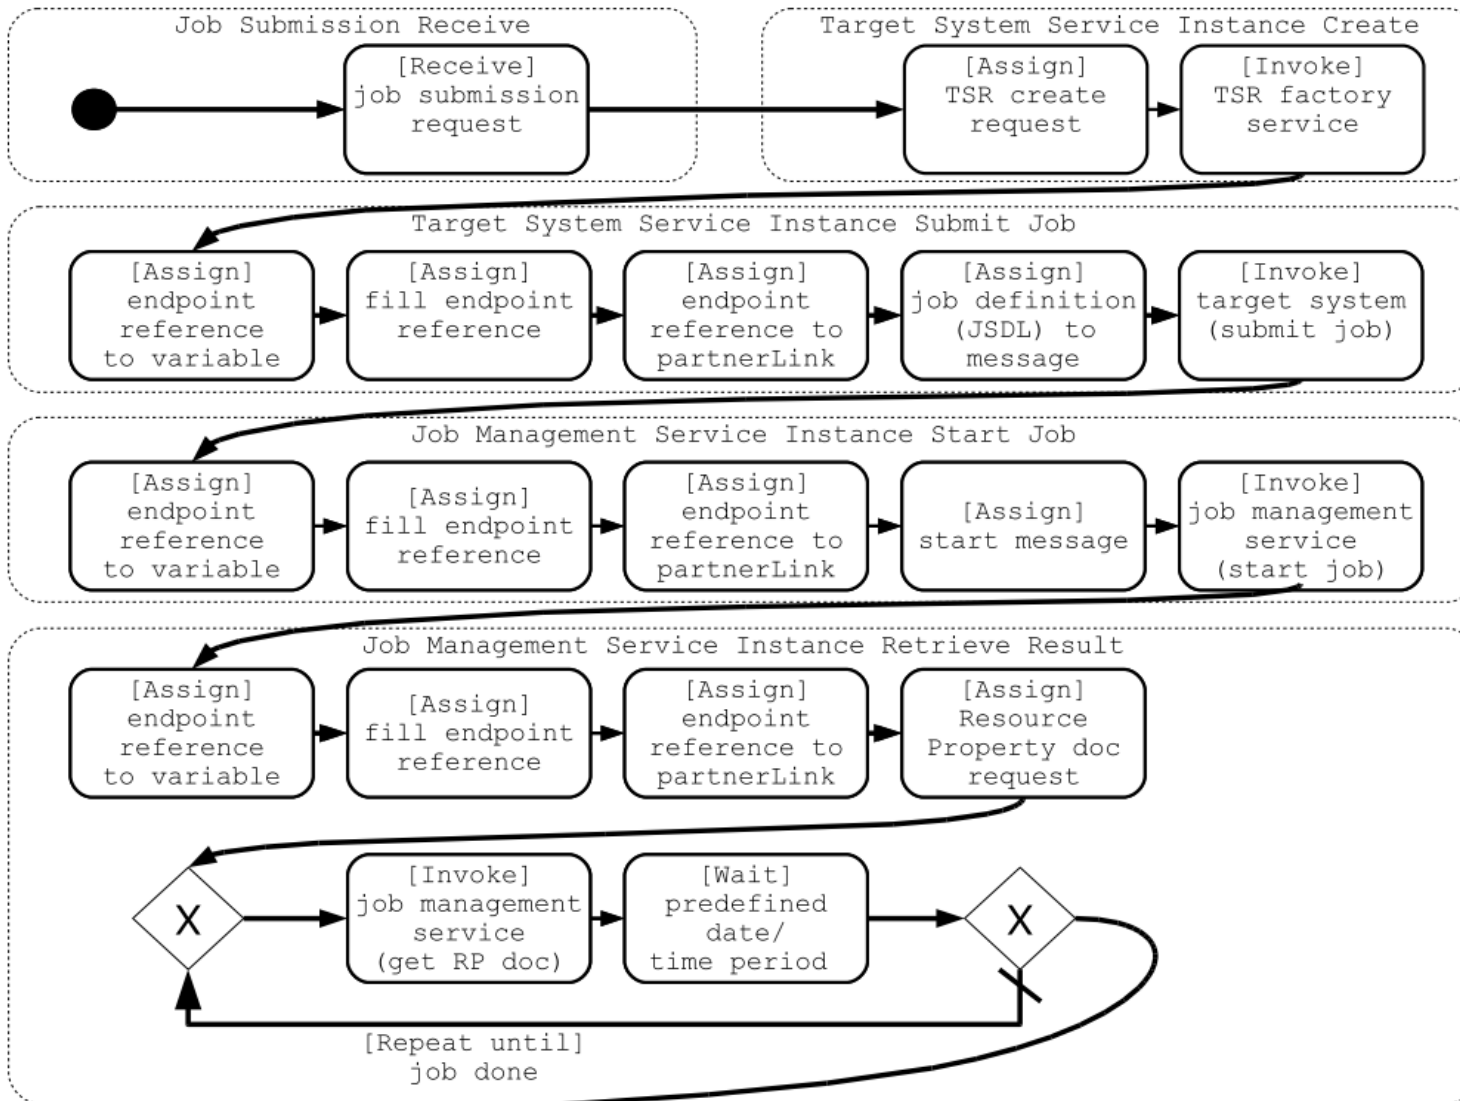 Job Submission Receive
[Receive]
job submission
request
Target System Service Instance Create
[Assign]
TSR create
request
[Invoke]
TSR factory
service
Target System Service Instance Submit Job
[Assign]
endpoint
reference
to variable
[Assign]
fill endpoint
reference
[Assign]
endpoint
reference to
partnerLink
[Assign]
job definition
(JSDL) to
message
[Invoke]
target system
(submit job)
Job Management Service Instance Start Job
[Assign]
endpoint
reference
to variable
[Assign]
fill endpoint
reference
[Assign]
endpoint
reference to
partnerLink
[Assign]
start message
[Invoke]
job management
service
(start job)
Job Management Service Instance Retrieve Result
[Assign]
endpoint
reference
to variable
[Assign]
fill endpoint
reference
[Assign]
endpoint
reference to
partnerLink
[Assign]
Resource
Property doc
request
X
[Invoke]
job management
service
(get RP doc)
[Wait]
predefined
date/
time period
X
[Repeat until]
job done